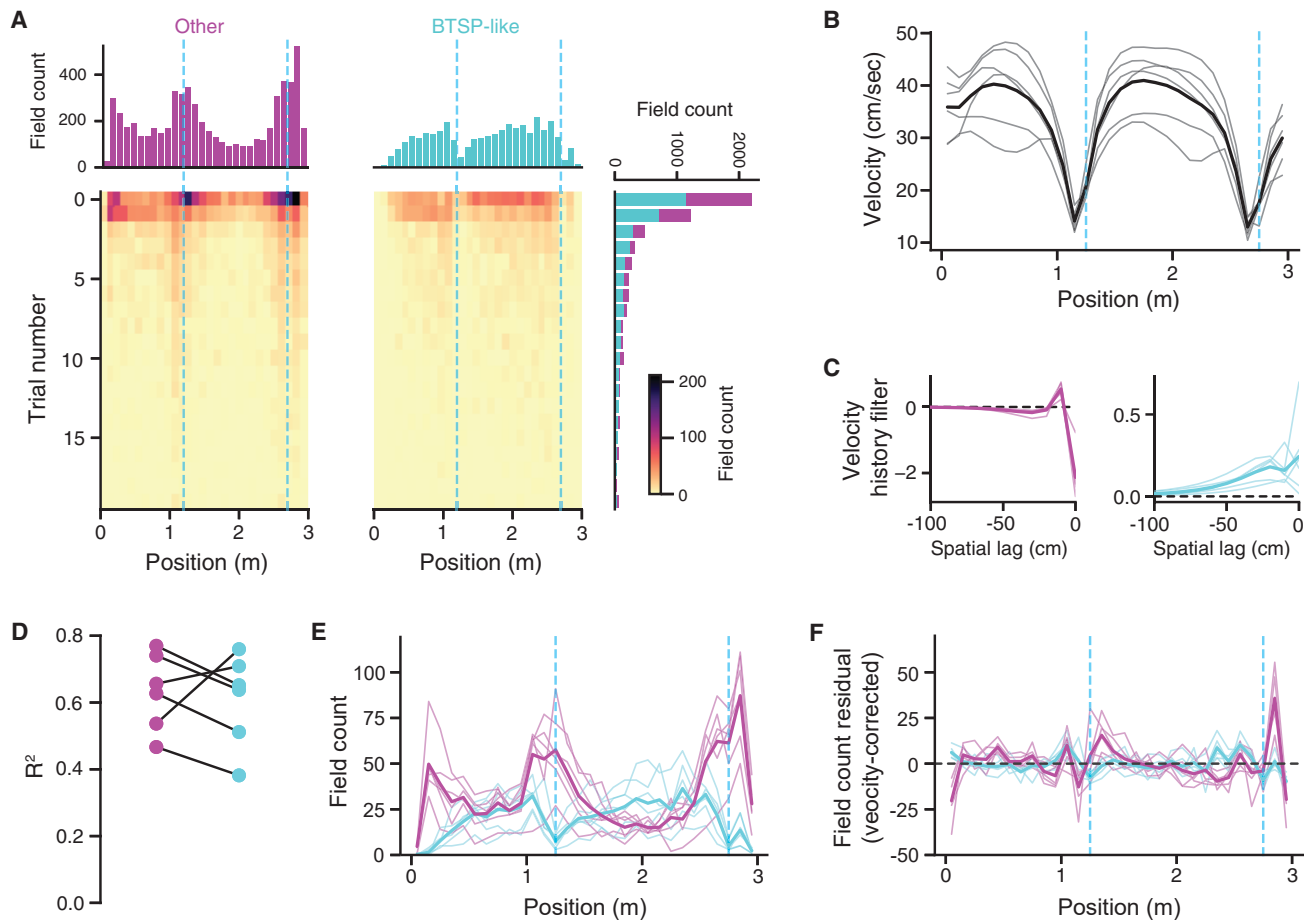 A
Other
BTSP-like
Field count
400
200
0
Field count
0
1000
2000
Trial number
0
5
10
15
0
1
2
3
Position (m)
0
1
2
3
Position (m)
200
100
0
Field count
B
Velocity (cm/sec)
50
40
30
20
10
0
1
2
3
Position (m)
C
Velocity
history filter
0
−2
-100
-50
0
Spatial lag (cm)
0.5
0.0
-100
-50
0
Spatial lag (cm)
D
R²
0.8
0.6
0.4
0.2
0.0
E
Field count
100
75
50
25
0
0
1
2
3
Position (m)
F
Field count residual
(veocity-corrected)
50
25
0
-25
-50
0
1
2
3
Position (m)